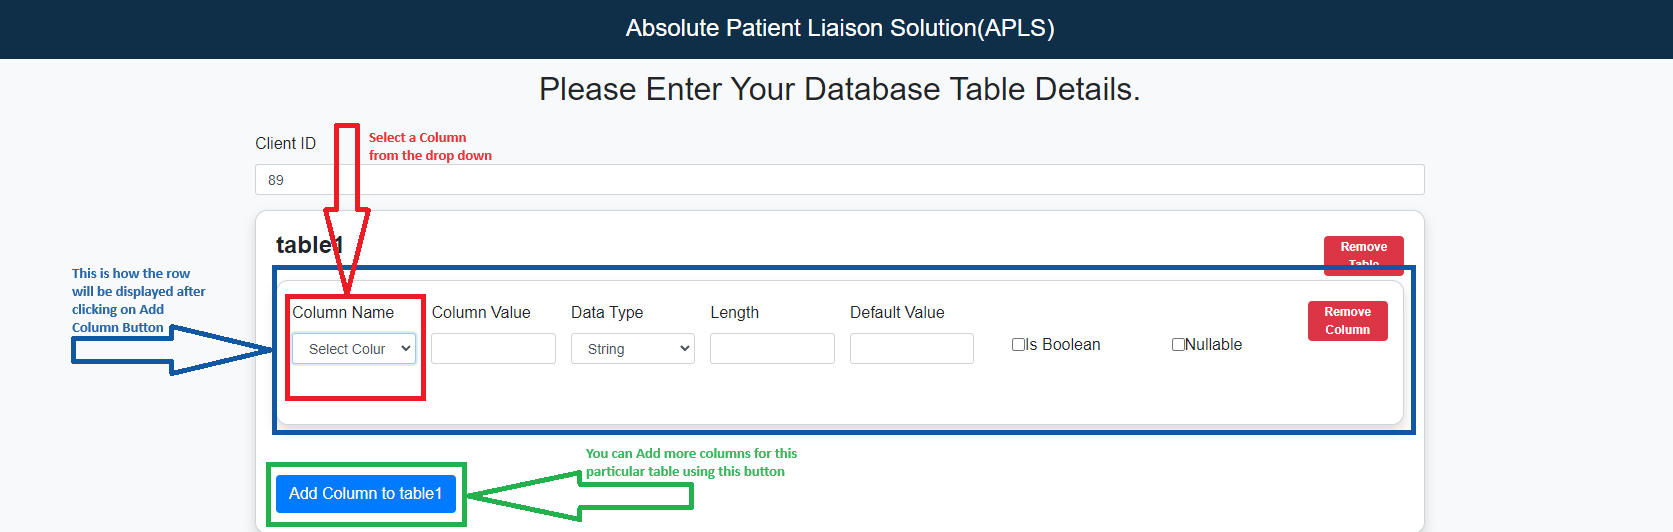 Absolute Patient Liaison Solution(APLS)
Please Enter Your Database Table Details.
Client ID
Select a Column
from the drop down
89
table1
Remove
Table
This is how the row
will be displayed after
clicking on Add
Column Button
Column Name
Column Value
Data Type
Length
Default Value
Remove
Column
Select Colur
String
Is Boolean
Nullable
You can Add more columns for this
particular table using this button
Add Column to table1